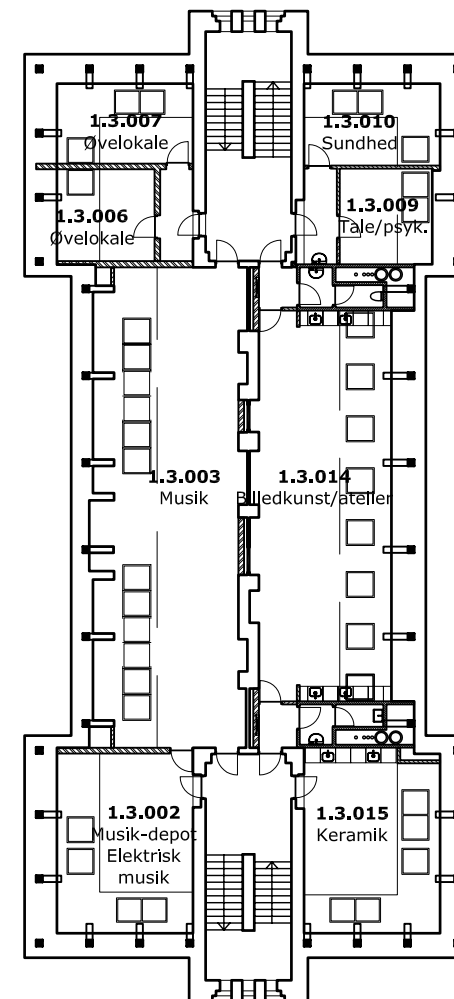 1.3.007
Øvelokale
1.3.010
Sundhed
1.3.006
Øvelokale
1.3.009
Tale/psyk.
1.3.003
Musik
1.3.014
Billedkunst/atelier
1.3.002
Musik-depot
Elektrisk
musik
1.3.015
Keramik